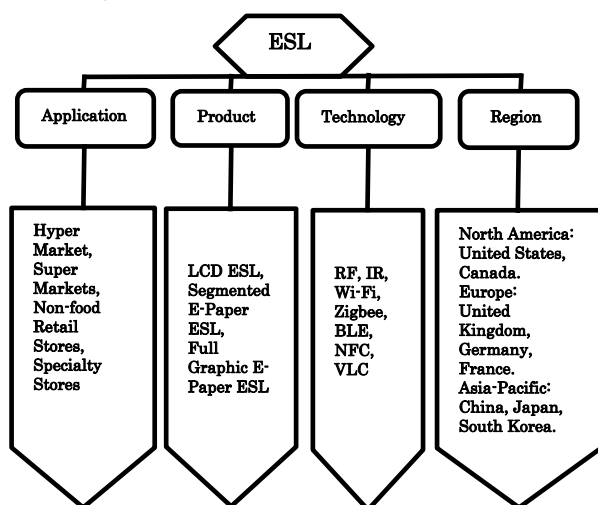 ESL
Application
Product
Technology
Region
Hyper
Market,
Super
Markets,
Non-food
Retail
Stores,
Specialty
Stores
LCD ESL,
Segmented
E-Paper
ESL,
Full
Graphic E-
Paper ESL
RF, IR,
Wi-Fi,
Zigbee,
BLE,
NFC,
VLC
North America:
United States,
Canada.
Europe:
United
Kingdom,
Germany,
France.
Asia-Pacific:
China, Japan,
South Korea.